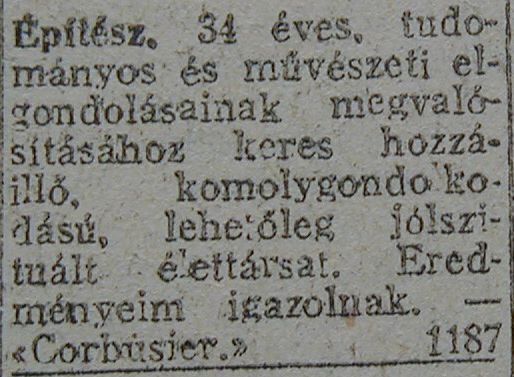 Építész, 34 éves, tudo-
mányos és művészeti el-
gondolásainak megvaló-
sításához keres hozzá-
illő, komolygondolko-
dású, lehetőleg jólszi-
tuált élettársat. Ered-
ményeim igazolnak. —
«Corbusier.» 1187